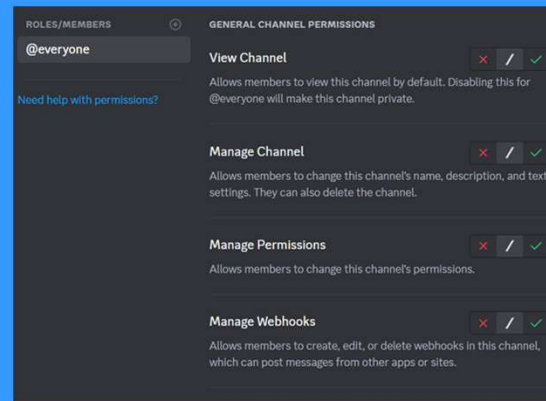 ROLES/MEMBERS
@everyone
Need help with permissions?
GENERAL CHANNEL PERMISSIONS
View Channel
Allows members to view this channel by default. Disabling this for
@everyone will make this channel private.
Manage Channel
Allows members to change this channel's name, description, and text
settings. They can also delete the channel.
Manage Permissions
Allows members to change this channel's permissions.
Manage Webhooks
Allows members to create, edit, or delete webhooks in this channel,
which can post messages from other apps or sites.